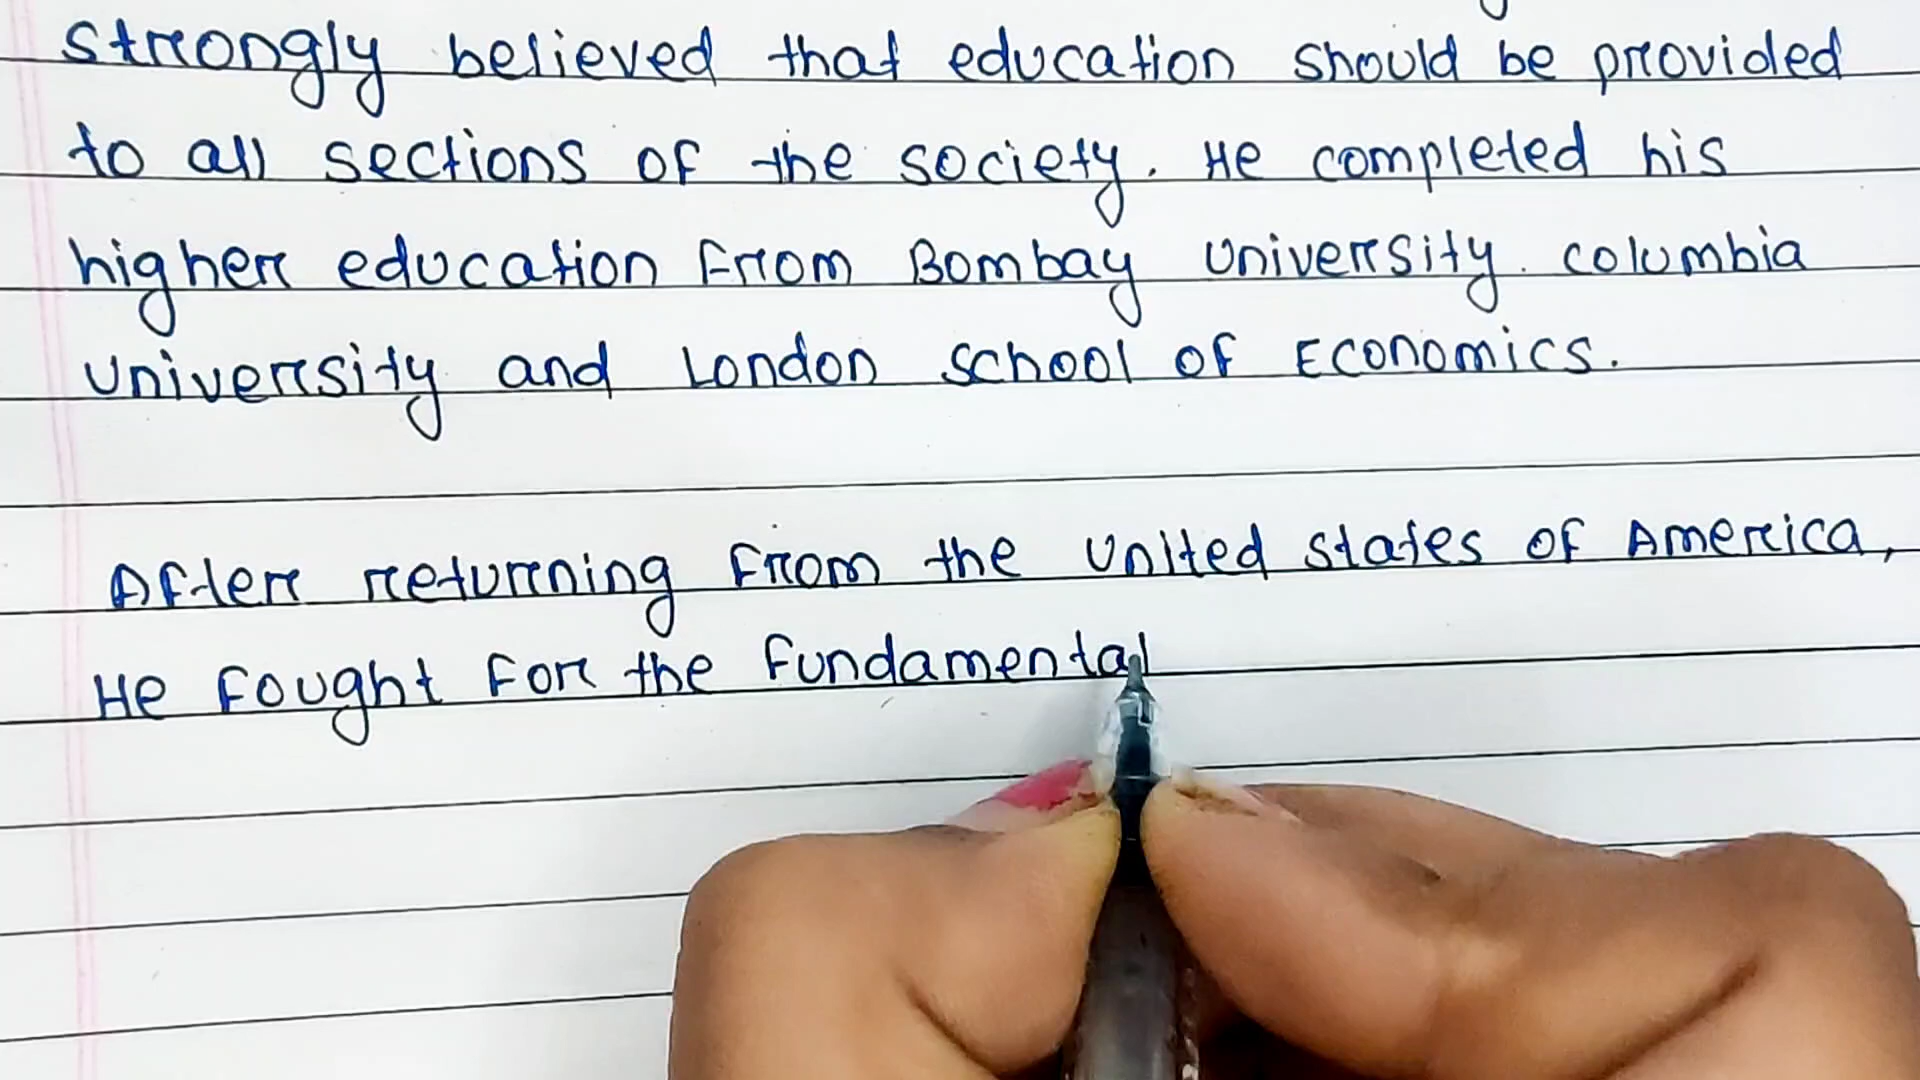 strongly believed that education should be provided
to all sections of the society. He completed his
higher education from Bombay university. columbia
university and London school of Economics.
After returning from the united states of America,
He fought for the fundamental